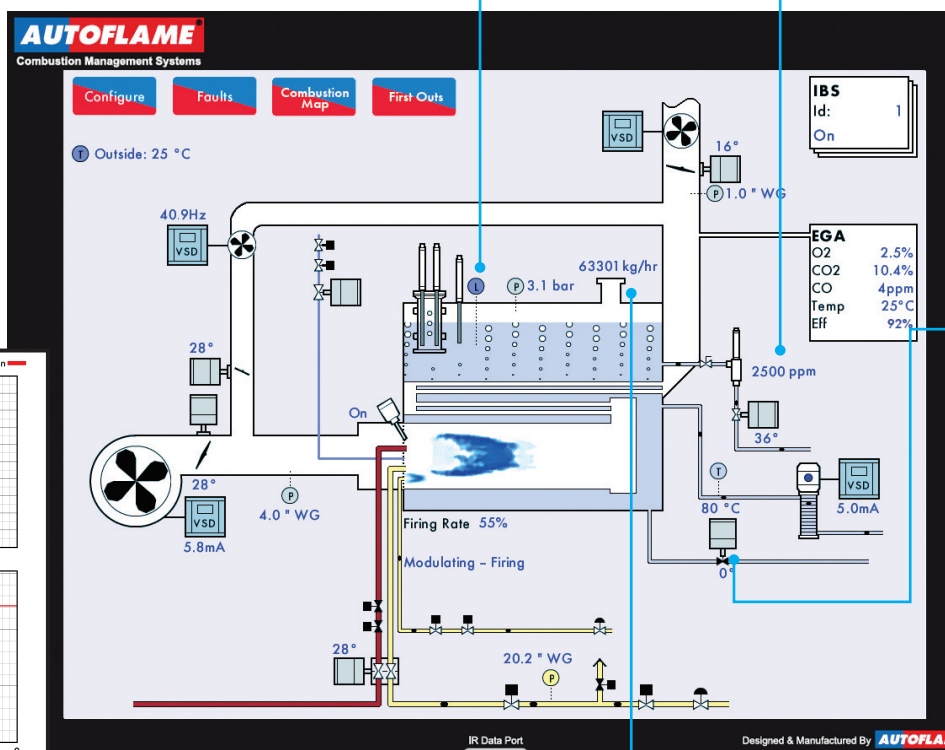 AUTOFLAME
Combustion Management Systems
Configure
Faults
Combustion
Map
First Outs
IBS
Id: 1
On
T Outside: 25 °C
VSD
16°
P 1.0 " WG
40.9Hz
VSD
EGA
O2 2.5%
CO2 10.4%
CO 4ppm
Temp 25°C
Eff 92%
63301 kg/hr
L
P 3.1 bar
28°
2500 ppm
On
36°
28°
VSD
5.8mA
P
4.0 " WG
T
80 °C
VSD
5.0mA
Firing Rate 55%
Modulating – Firing
0°
28°
20.2 " WG
P
IR Data Port
Designed & Manufactured By AUTOFLA